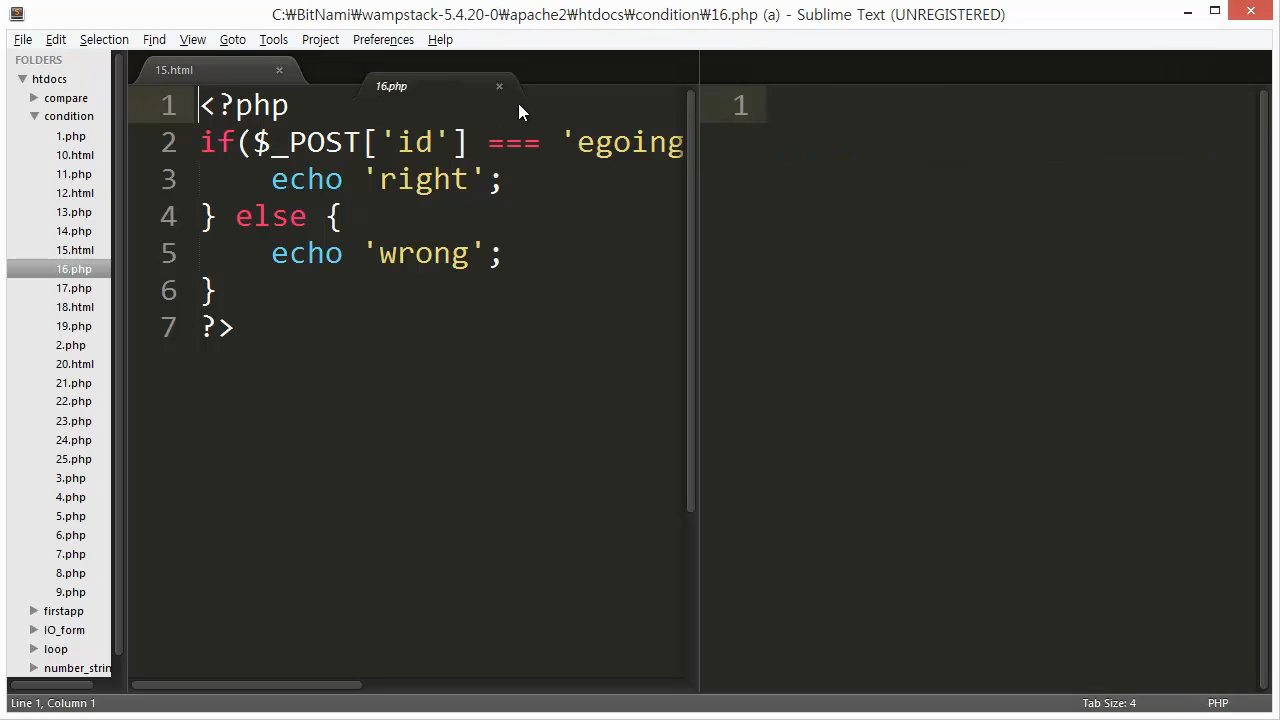 C:₩BitNami₩wampstack-5.4.20-0₩apache2₩htdocs₩condition₩16.php (a) - Sublime Text (UNREGISTERED)
File Edit Selection Find View Goto Tools Project Preferences Help
FOLDERS
htdocs
compare
condition
1.php
10.html
11.php
12.html
13.php
14.php
15.html
16.php
17.php
18.html
19.php
2.php
20.html
21.php
22.php
23.php
24.php
25.php
3.php
4.php
5.php
6.php
7.php
8.php
9.php
firstapp
IO_form
loop
number_strin
15.html ×
16.php ×
1 <?php
2 if($_POST['id'] === 'egoing
3 echo 'right';
4 } else {
5 echo 'wrong';
6 }
7 ?>
1
Line 1, Column 1 Tab Size: 4 PHP